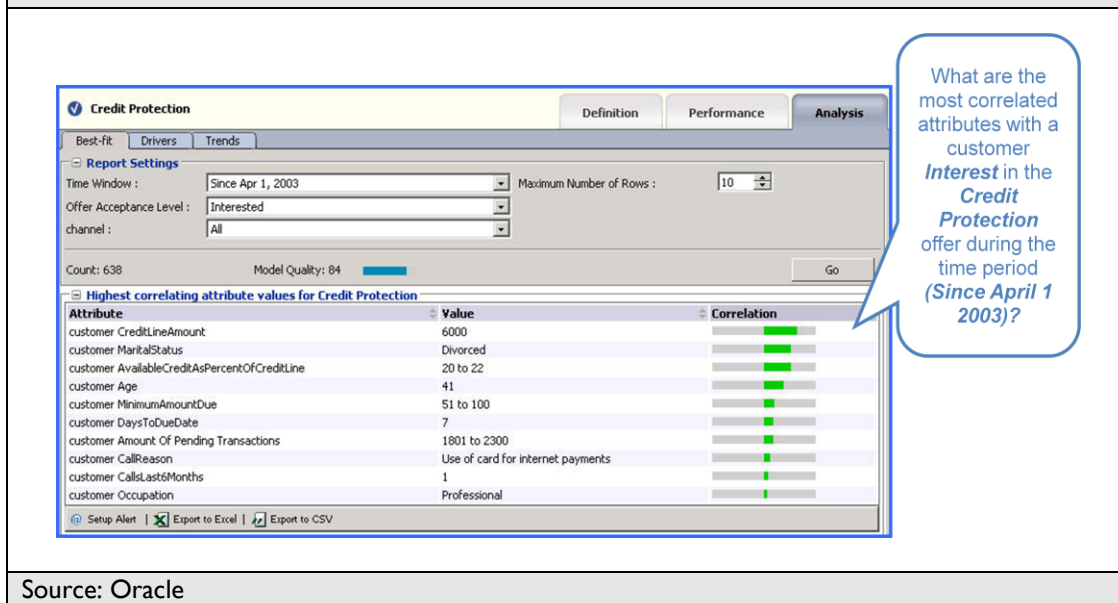 Credit Protection
Definition
Performance
Analysis
Best-fit
Drivers
Trends
Report Settings
Time Window :
Since Apr 1, 2003
Maximum Number of Rows :
10
Offer Acceptance Level :
Interested
channel :
All
Count: 638
Model Quality: 84
Go
Highest correlating attribute values for Credit Protection
Attribute Value Correlation
customer CreditLineAmount 6000
customer MaritalStatus Divorced
customer AvailableCreditAsPercentOfCreditLine 20 to 22
customer Age 41
customer MinimumAmountDue 51 to 100
customer DaysToDueDate 7
customer Amount Of Pending Transactions 1801 to 2300
customer CallReason Use of card for internet payments
customer CallsLast6Months 1
customer Occupation Professional
@ Setup Alert | Export to Excel | Export to CSV
What are the
most correlated
attributes with a
customer
Interest in the
Credit
Protection
offer during the
time period
(Since April 1
2003)?
Source: Oracle